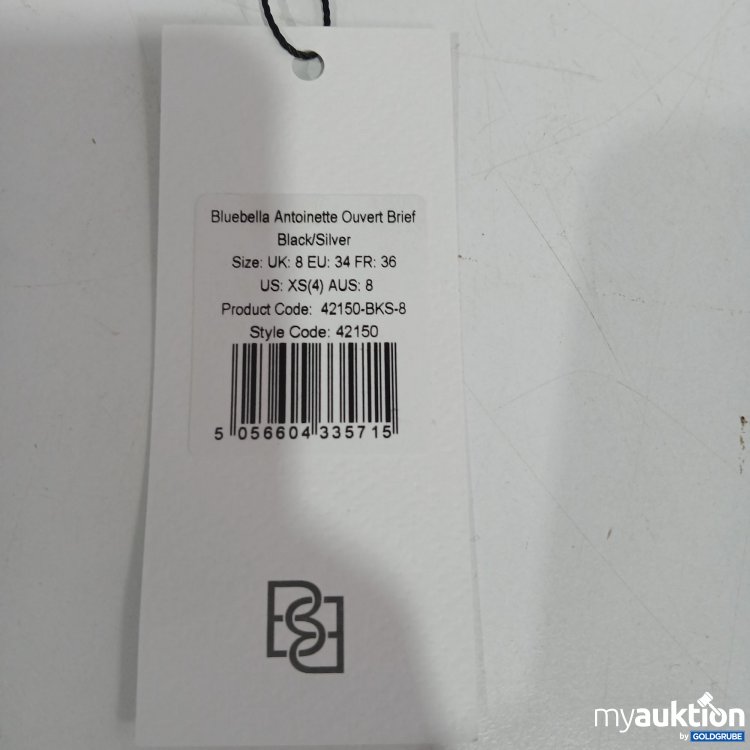 Bluebella Antoinette Ouvert Brief
Black/Silver
Size: UK: 8 EU: 34 FR: 36
US: XS(4) AUS: 8
Product Code: 42150-BKS-8
Style Code: 42150
5 056604 335715
myauktion
by GOLDGRUBE